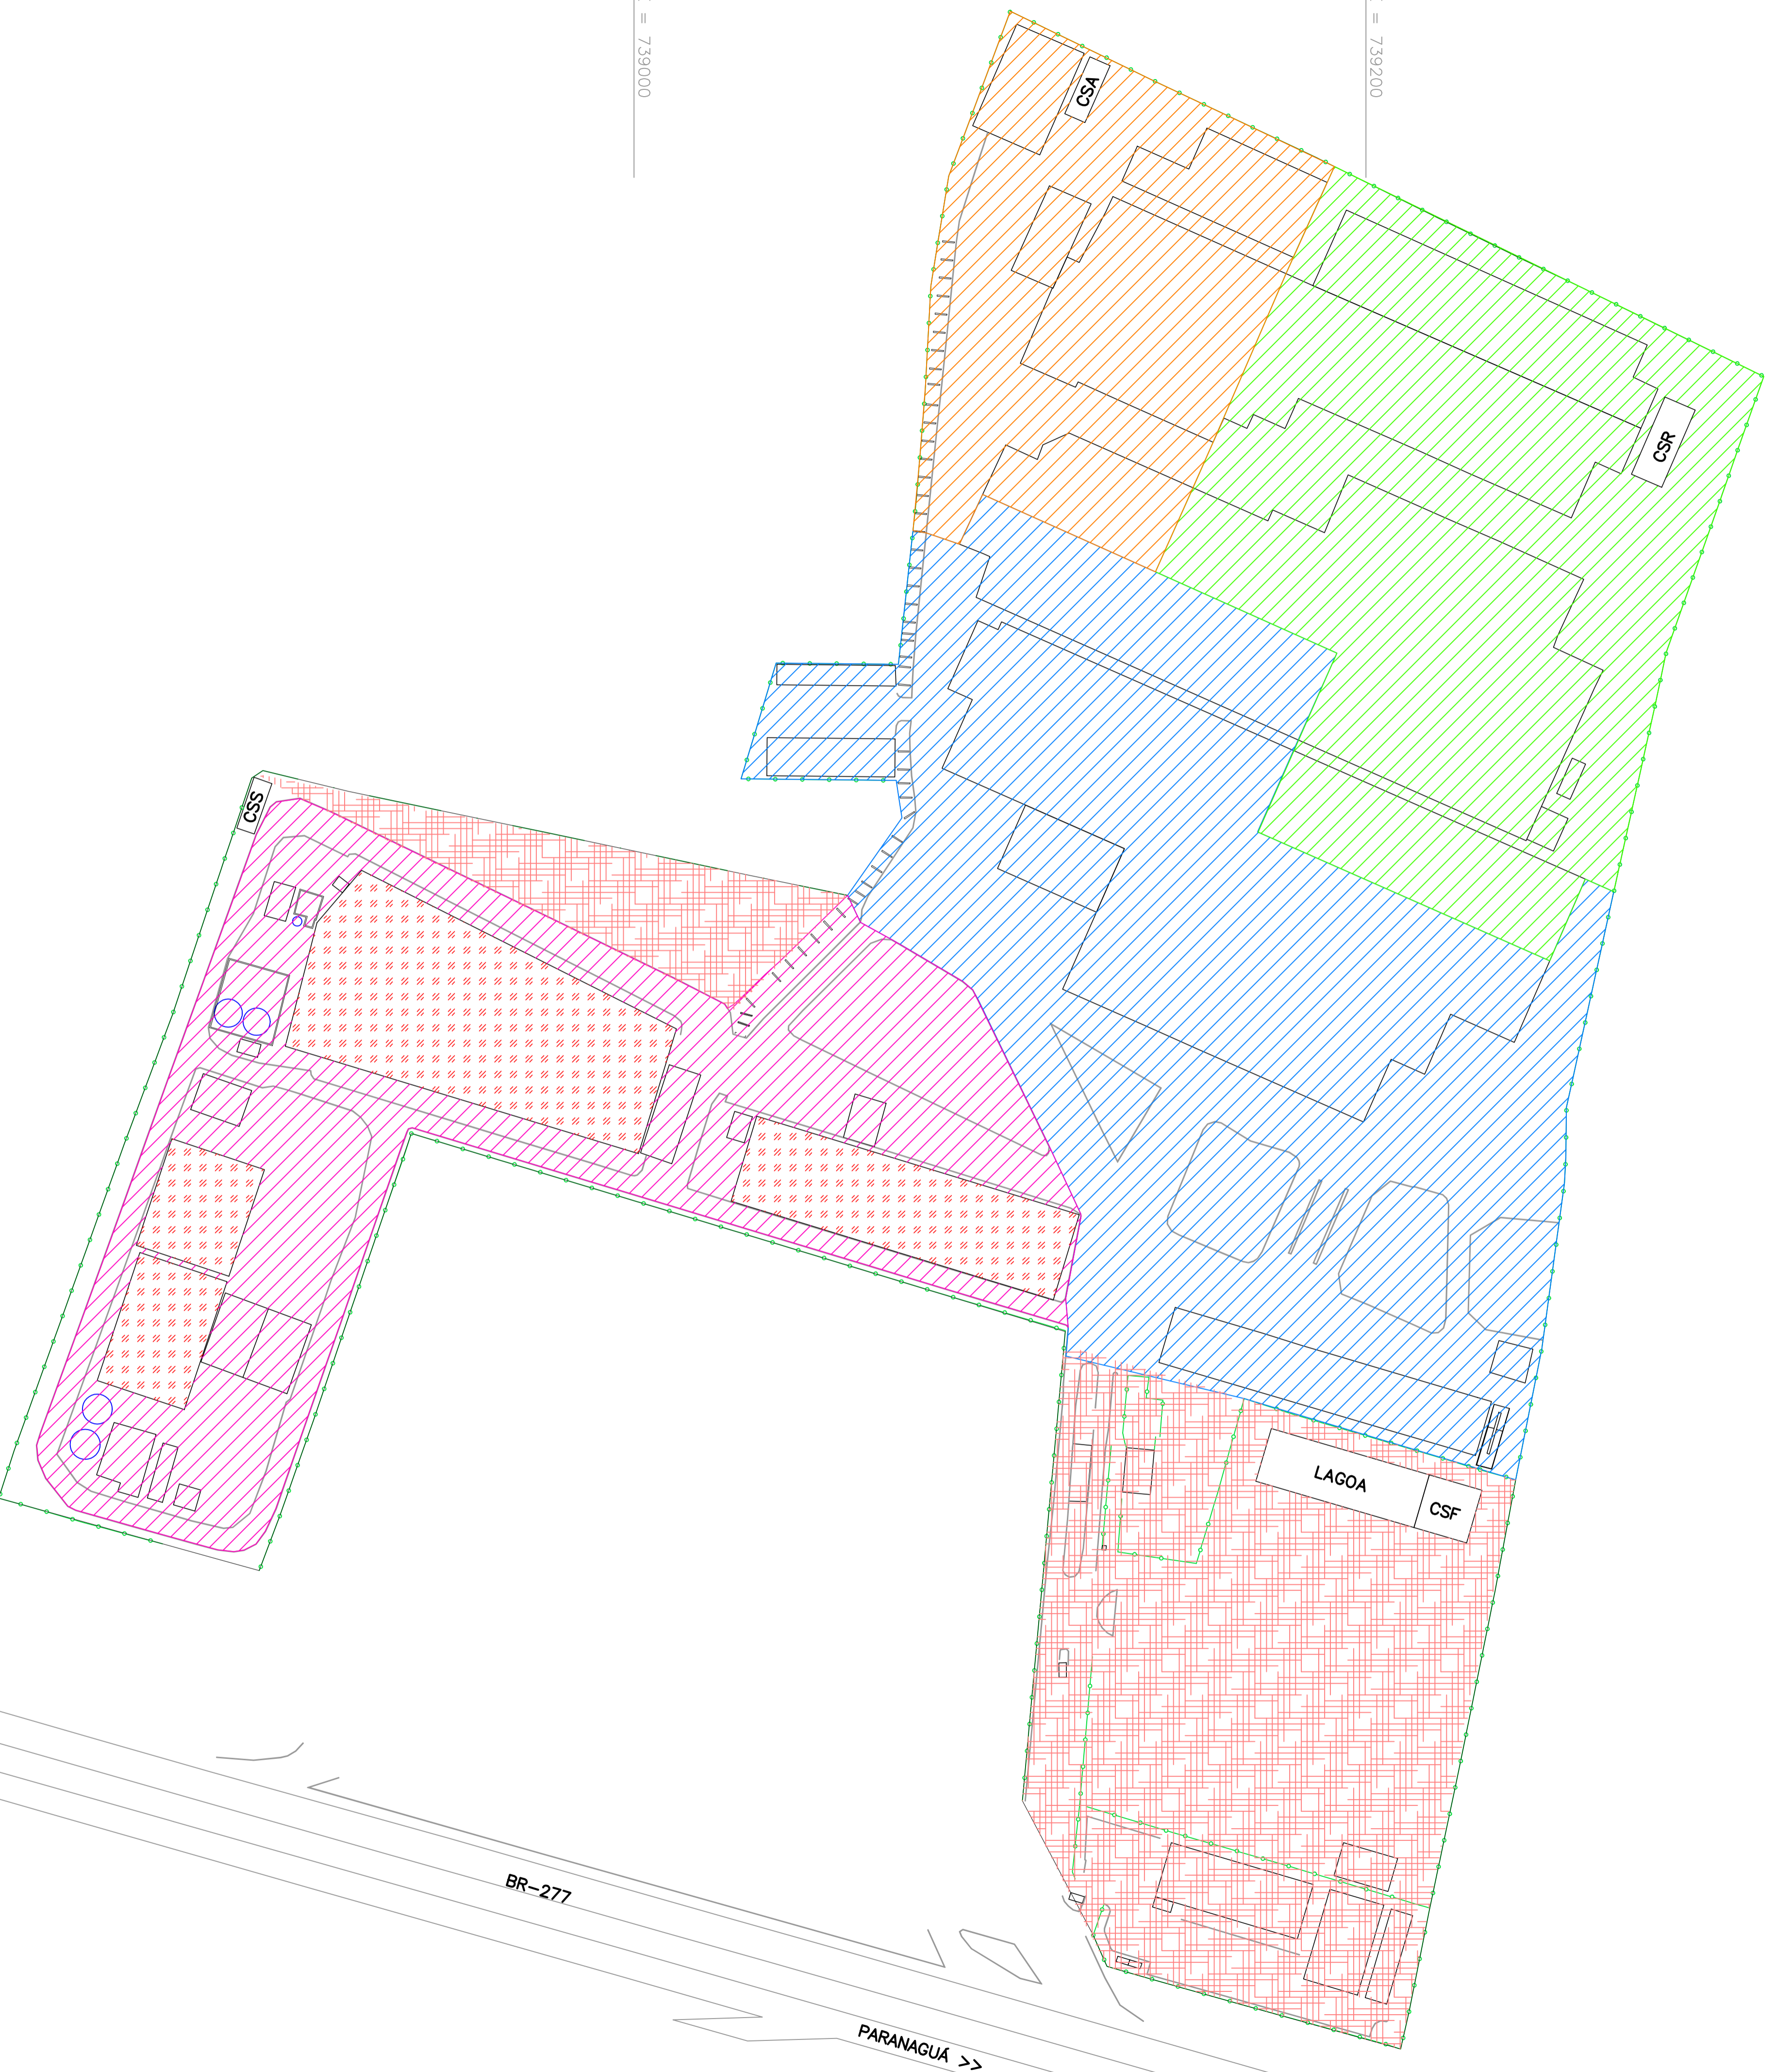 = 739000
= 739200
CSA
CSR
CSS
LAGOA
CSF
BR-277
PARANAGUÁ >>